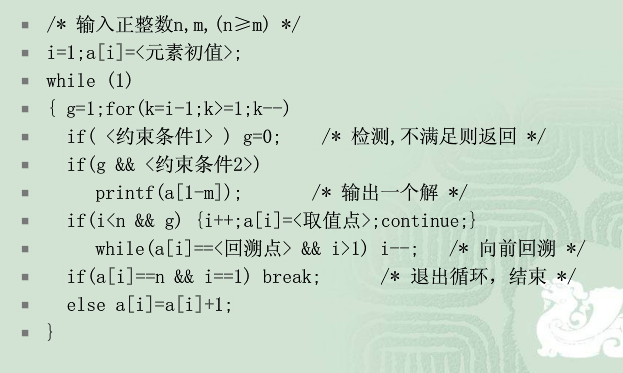 /* 输入正整数n,m,(n≥m) */
i=1;a[i]=<元素初值>;
while (1)
{ g=1;for(k=i-1;k>=1;k--)
if( <约束条件1> ) g=0; /* 检测,不满足则返回 */
if(g && <约束条件2>)
printf(a[1-m]); /* 输出一个解 */
if(i<n && g) {i++;a[i]=<取值点>;continue;}
while(a[i]==<回溯点> && i>1) i--; /* 向前回溯 */
if(a[i]==n && i==1) break; /* 退出循环，结束 */
else a[i]=a[i]+1;
}